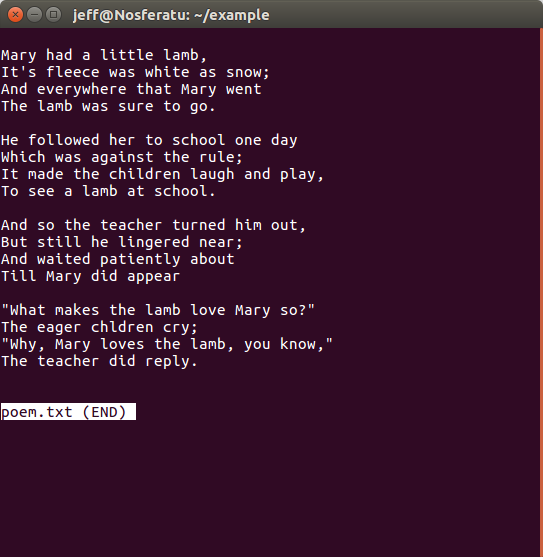 jeff@Nosferatu: ~/example
Mary had a little lamb,
It's fleece was white as snow;
And everywhere that Mary went
The lamb was sure to go.
He followed her to school one day
Which was against the rule;
It made the children laugh and play,
To see a lamb at school.
And so the teacher turned him out,
But still he lingered near;
And waited patiently about
Till Mary did appear
"What makes the lamb love Mary so?"
The eager chldren cry;
"Why, Mary loves the lamb, you know,"
The teacher did reply.
poem.txt (END)